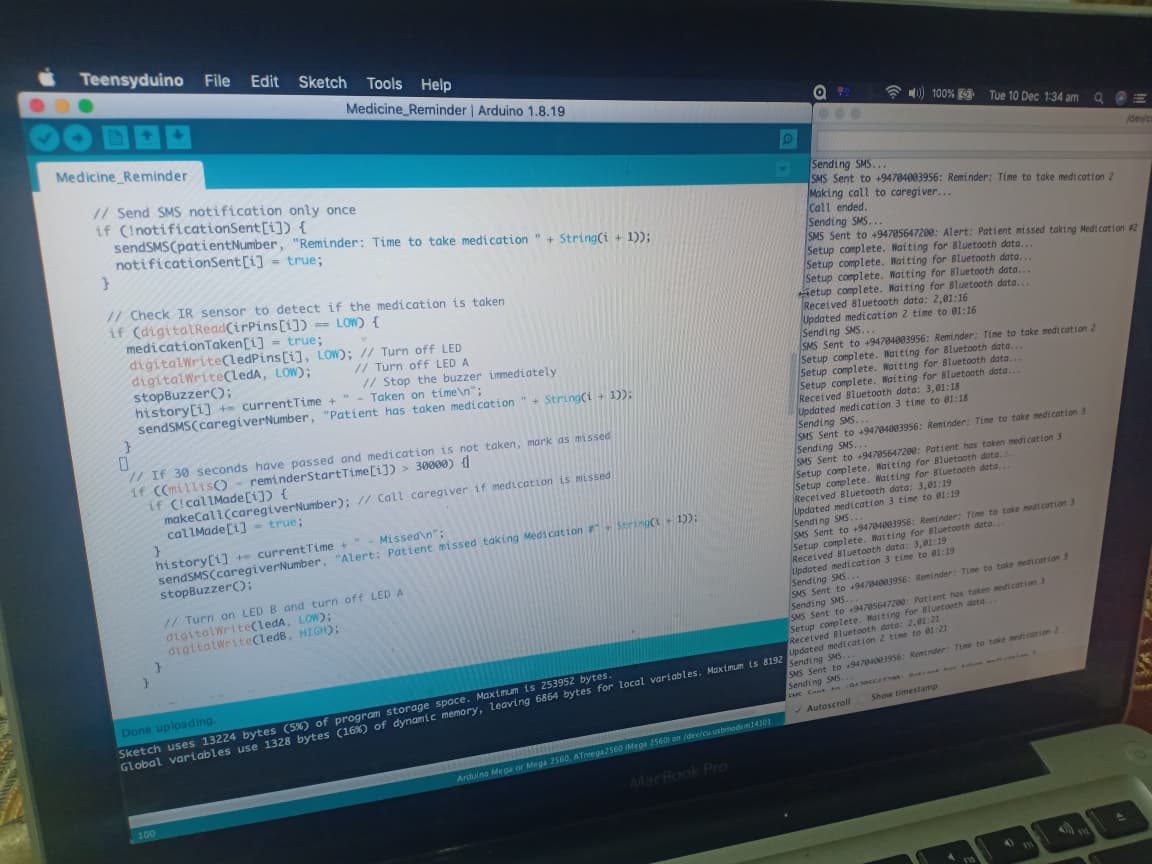 Teensyduino File Edit Sketch Tools Help
100% Tue 10 Dec 1:34 am
Medicine_Reminder | Arduino 1.8.19
Medicine_Reminder
// Send SMS notification only once
if (!notificationSent[i]) {
sendSMS(patientNumber, "Reminder: Time to take medication " + String(i + 1));
notificationSent[i] = true;
}
// Check IR sensor to detect if the medication is taken
if (digitalRead(irPins[i]) == LOW) {
medicationTaken[i] = true;
digitalWrite(ledPins[i], LOW); // Turn off LED
digitalWrite(ledA, LOW); // Turn off LED A
stopBuzzer(); // Stop the buzzer immediately
history[i] += currentTime + " - Taken on time\n";
sendSMS(caregiverNumber, "Patient has taken medication " + String(i + 1));
}
// If 30 seconds have passed and medication is not taken, mark as missed
if ((millis() - reminderStartTime[i]) > 30000) {
if (!callMade[i]) {
makeCall(caregiverNumber); // Call caregiver if medication is missed
callMade[i] = true;
}
history[i] += currentTime + " - Missed\n";
sendSMS(caregiverNumber, "Alert: Patient missed taking Medication #" + String(i + 1));
stopBuzzer();
// Turn on LED B and turn off LED A
digitalWrite(ledA, LOW);
digitalWrite(ledB, HIGH);
}
}
Done uploading.
Sketch uses 13224 bytes (5%) of program storage space. Maximum is 253952 bytes.
Global variables use 1328 bytes (16%) of dynamic memory, leaving 6864 bytes for local variables. Maximum is 8192
100
Arduino Mega or Mega 2560, ATmega2560 (Mega 2560) on /dev/cu.usbmodem14101
Sending SMS...
SMS Sent to +94704003956: Reminder: Time to take medication 2
Making call to caregiver...
Call ended.
Sending SMS...
SMS Sent to +94705647200: Alert: Patient missed taking Medication #2
Setup complete. Waiting for Bluetooth data...
Setup complete. Waiting for Bluetooth data...
Setup complete. Waiting for Bluetooth data...
Setup complete. Waiting for Bluetooth data...
Received Bluetooth data: 2,01:16
Updated medication 2 time to 01:16
Sending SMS...
SMS Sent to +94704003956: Reminder: Time to take medication 2
Setup complete. Waiting for Bluetooth data...
Setup complete. Waiting for Bluetooth data...
Setup complete. Waiting for Bluetooth data...
Received Bluetooth data: 3,01:18
Updated medication 3 time to 01:18
Sending SMS...
SMS Sent to +94704003956: Reminder: Time to take medication 3
Sending SMS...
SMS Sent to +94705647200: Patient has taken medication 3
Setup complete. Waiting for Bluetooth data...
Setup complete. Waiting for Bluetooth data...
Received Bluetooth data: 3,01:19
Updated medication 3 time to 01:19
Sending SMS...
SMS Sent to +94704003956: Reminder: Time to take medication 3
Setup complete. Waiting for Bluetooth data...
Received Bluetooth data: 3,01:19
Updated medication 3 time to 01:19
Sending SMS...
SMS Sent to +94704003956: Reminder: Time to take medication 3
Sending SMS...
SMS Sent to +94705647200: Patient has taken medication 3
Setup complete. Waiting for Bluetooth data...
Received Bluetooth data: 2,01:21
Updated medication 2 time to 01:21
Sending SMS...
SMS Sent to +94704003956: Reminder: Time to take medication 2
Sending SMS...
Autoscroll Show timestamp
MacBook Pro